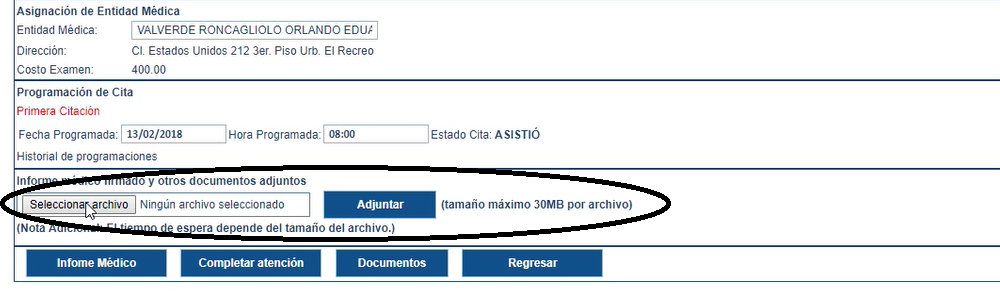 Asignación de Entidad Médica
Entidad Médica: VALVERDE RONCAGLIOLO ORLANDO EDUA
Dirección: Cl. Estados Unidos 212 3er. Piso Urb. El Recreo
Costo Examen: 400.00
Programación de Cita
Primera Citación
Fecha Programada: 13/02/2018 Hora Programada: 08:00 Estado Cita: ASISTIÓ
Historial de programaciones
Informe médico firmado y otros documentos adjuntos
Seleccionar archivo Ningún archivo seleccionado Adjuntar (tamaño máximo 30MB por archivo)
(Nota Adicional: El tiempo de espera depende del tamaño del archivo.)
Infome Médico Completar atención Documentos Regresar